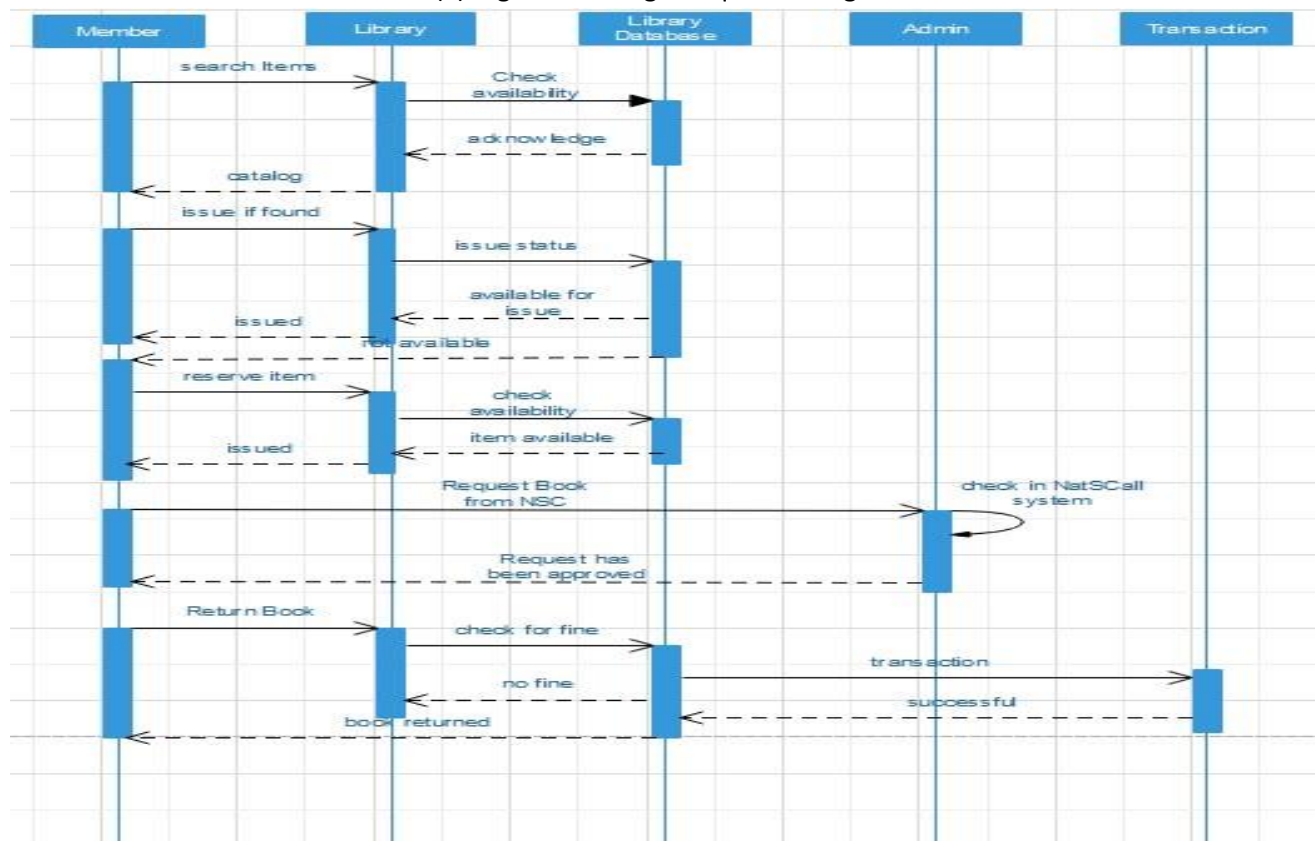 Member
Library
Library
Database
Admin
Transaction
search Items
Check
availability
acknowledge
catalog
issue if found
issue status
available for
issue
issued
not available
reserve item
check
availability
item available
issued
Request Book
from NSC
check in NatSCall
system
Request has
been approved
Return Book
check for fine
transaction
no fine
successful
book returned